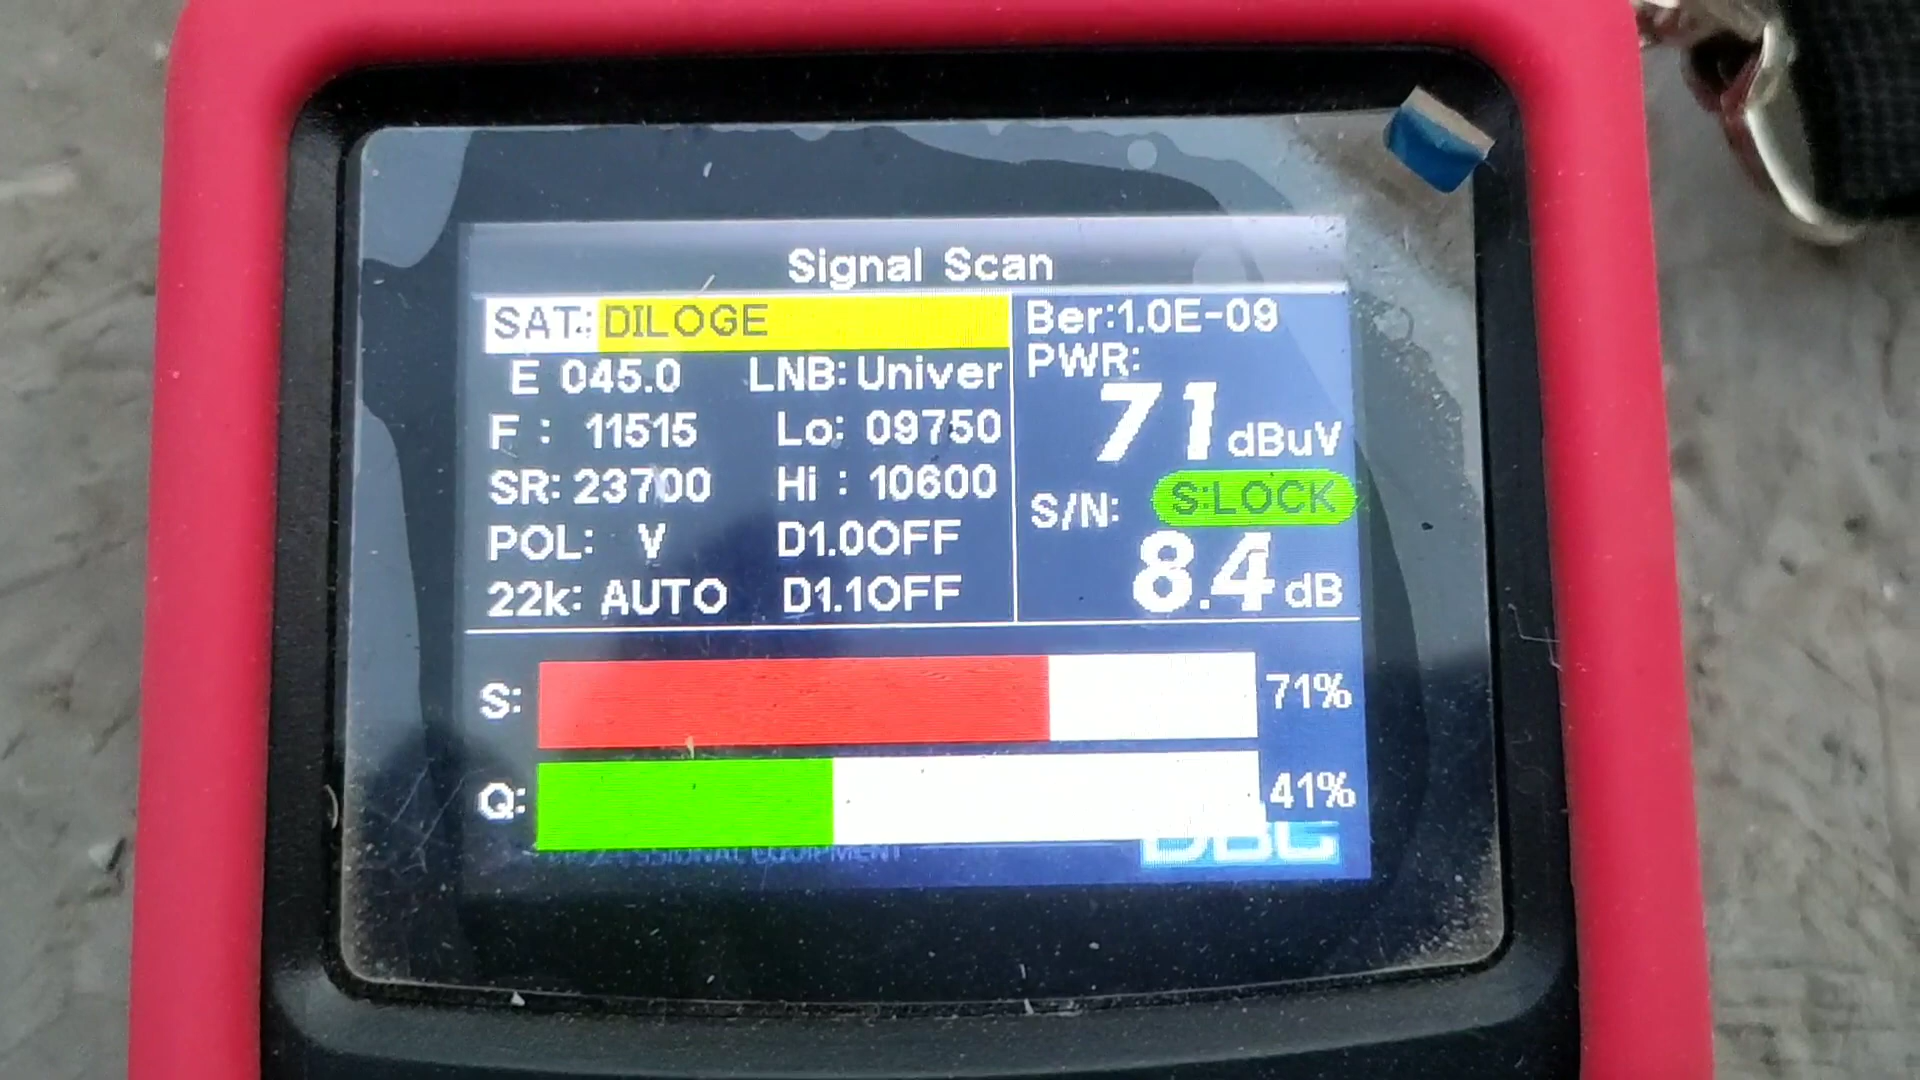 Signal Scan
SAT: DILOGE
E 045.0 LNB: Univer
F : 11515 Lo: 09750
SR: 23700 Hi : 10600
POL: V D1.0OFF
22k: AUTO D1.1OFF
Ber:1.0E-09
PWR:
71 dBuV
S/N: S:LOCK
8.4 dB
S: 71%
Q: 41%
EQUIPMENT